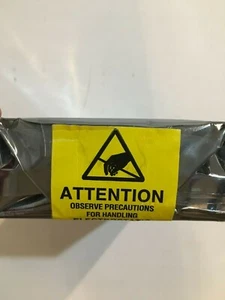 ATTENTION
OBSERVE PRECAUTIONS
FOR HANDLING